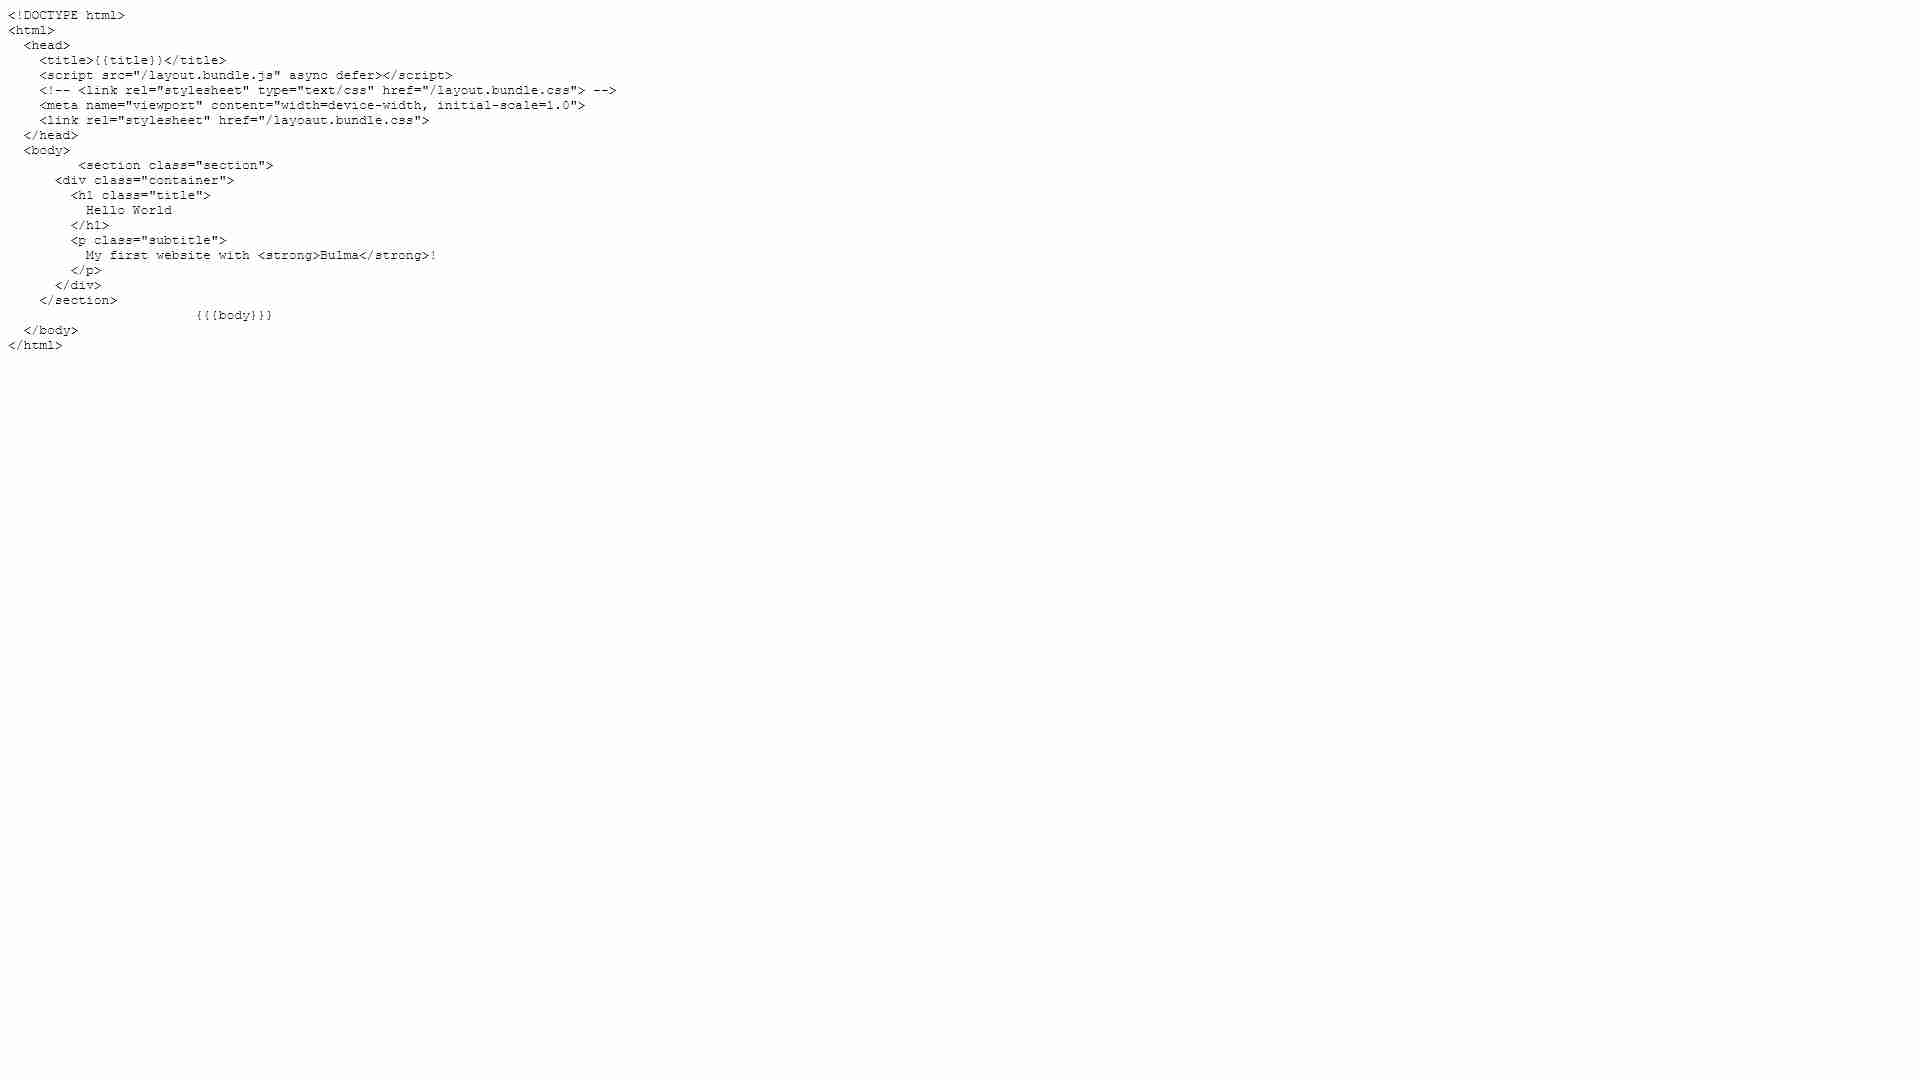 <!DOCTYPE html>
<html>
  <head>
    <title>{{title}}</title>
    <script src="/layout.bundle.js" async defer></script>
    <!-- <link rel="stylesheet" type="text/css" href="/layout.bundle.css"> -->
    <meta name="viewport" content="width=device-width, initial-scale=1.0">
    <link rel="stylesheet" href="/layoaut.bundle.css">
  </head>
  <body>
         <section class="section">
      <div class="container">
        <h1 class="title">
          Hello World
        </h1>
        <p class="subtitle">
          My first website with <strong>Bulma</strong>!
        </p>
      </div>
    </section>
                        {{{body}}}
  </body>
</html>